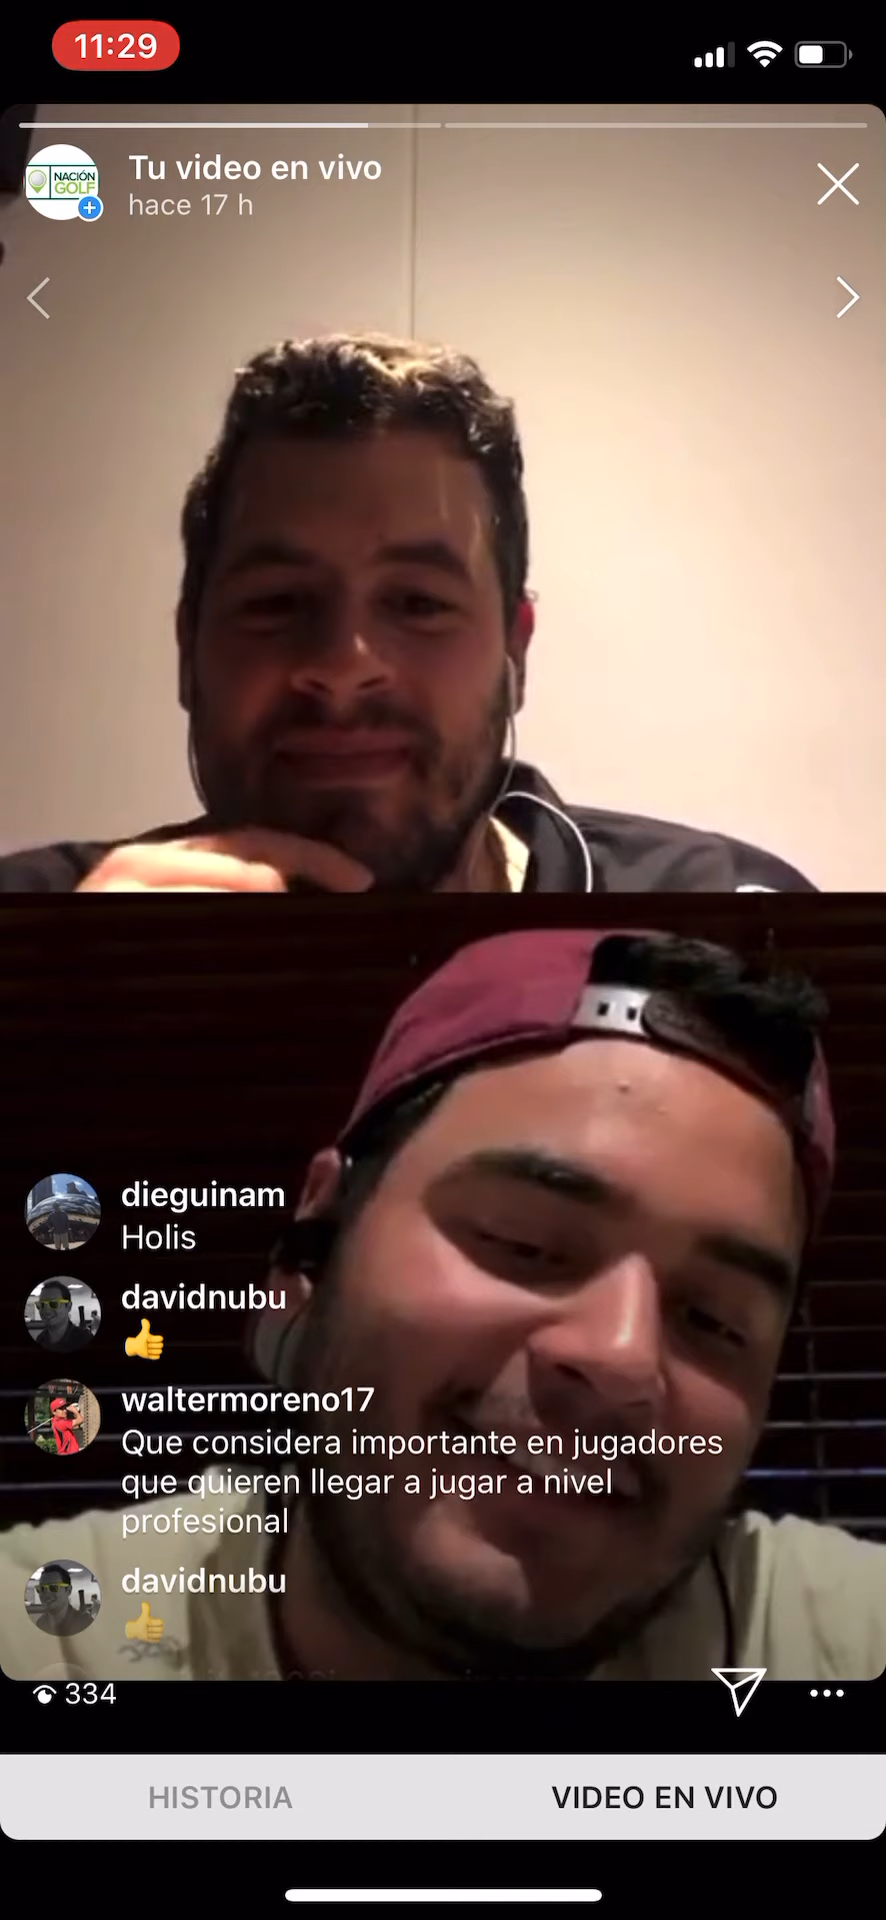 11:29
NACIÓN
GOLF
Tu video en vivo
hace 17 h
dieguinam
Holis
davidnubu
👍
waltermoreno17
Que considera importante en jugadores
que quieren llegar a jugar a nivel
profesional
davidnubu
👍
334
HISTORIA
VIDEO EN VIVO